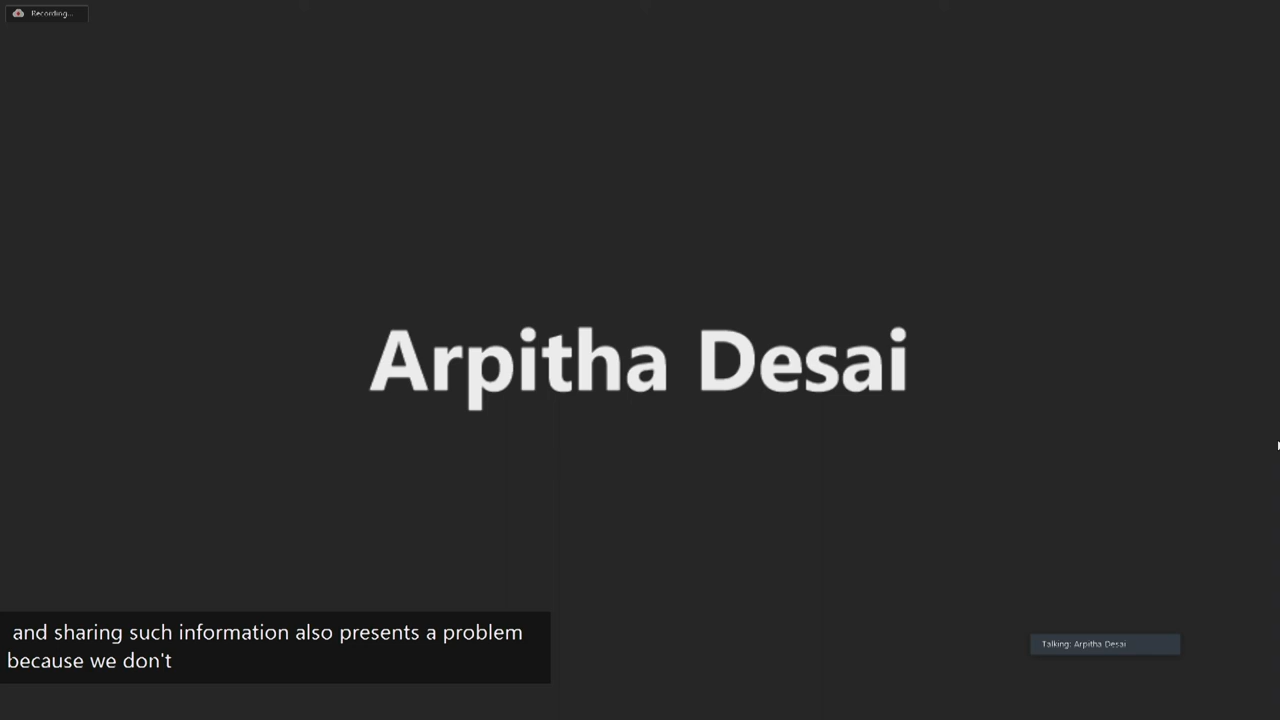 Recording...
Arpitha Desai
and sharing such information also presents a problem
because we don't
Talking: Arpitha Desai